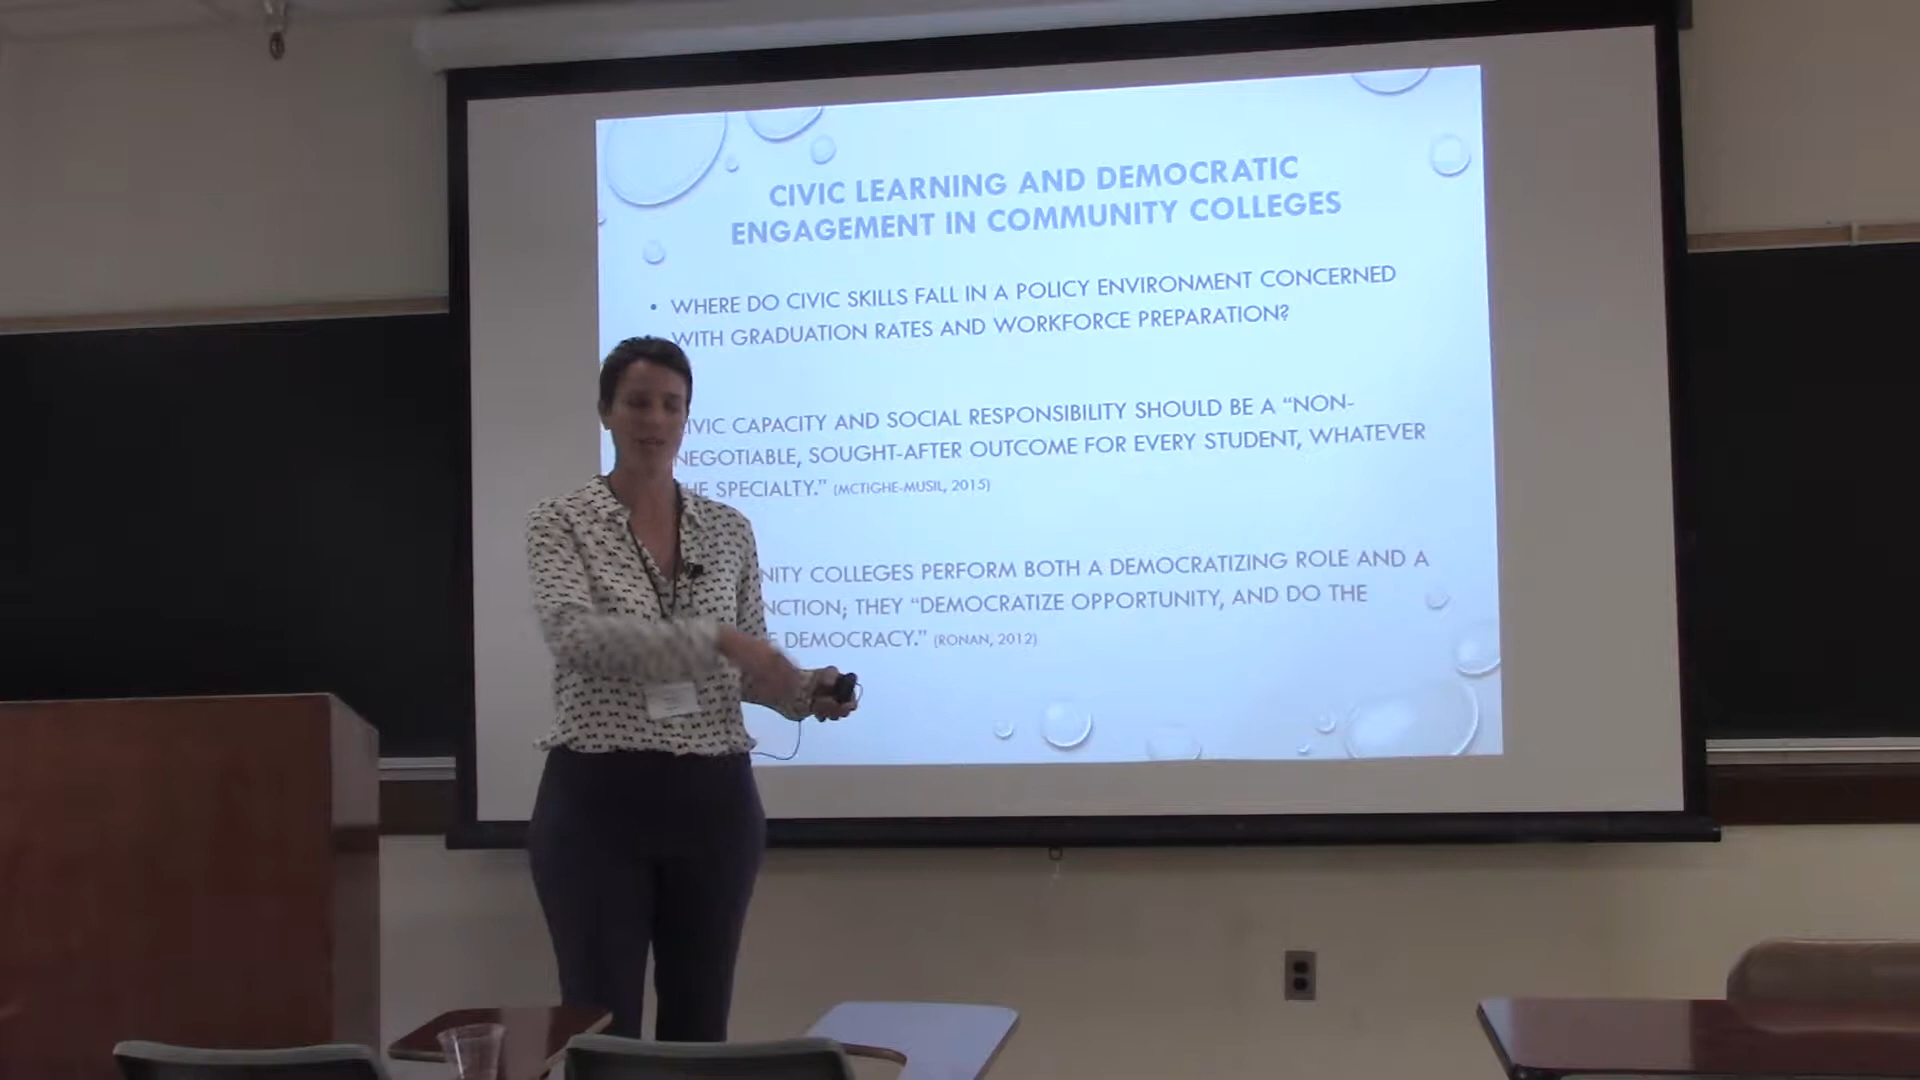 CIVIC LEARNING AND DEMOCRATIC
ENGAGEMENT IN COMMUNITY COLLEGES
• WHERE DO CIVIC SKILLS FALL IN A POLICY ENVIRONMENT CONCERNED
WITH GRADUATION RATES AND WORKFORCE PREPARATION?
IVIC CAPACITY AND SOCIAL RESPONSIBILITY SHOULD BE A “NON-
NEGOTIABLE, SOUGHT-AFTER OUTCOME FOR EVERY STUDENT, WHATEVER
HE SPECIALTY.” (MCTIGHE-MUSIL, 2015)
NITY COLLEGES PERFORM BOTH A DEMOCRATIZING ROLE AND A
NCTION; THEY “DEMOCRATIZE OPPORTUNITY, AND DO THE
DEMOCRACY.” (RONAN, 2012)